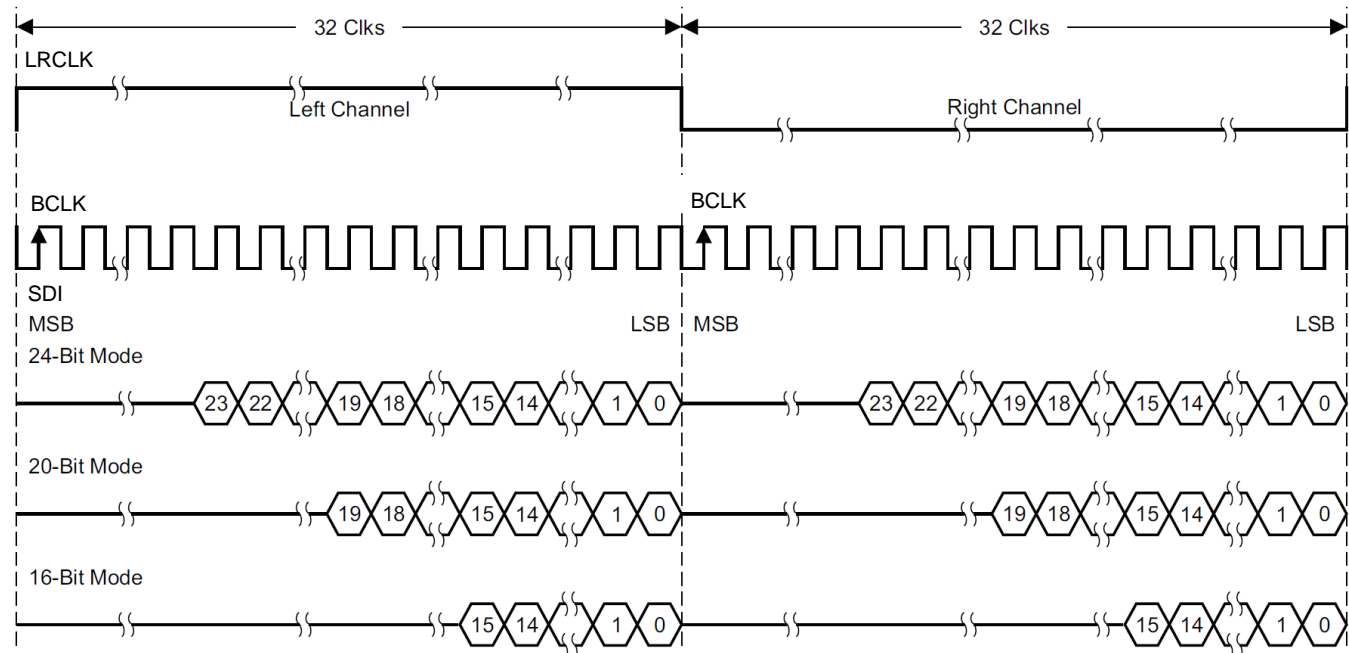 32 Clks 32 Clks
LRCLK
Left Channel Right Channel
BCLK BCLK
SDI
MSB LSB MSB LSB
24-Bit Mode
23 22 19 18 15 14 1 0 23 22 19 18 15 14 1 0
20-Bit Mode
19 18 15 14 1 0 19 18 15 14 1 0
16-Bit Mode
15 14 1 0 15 14 1 0